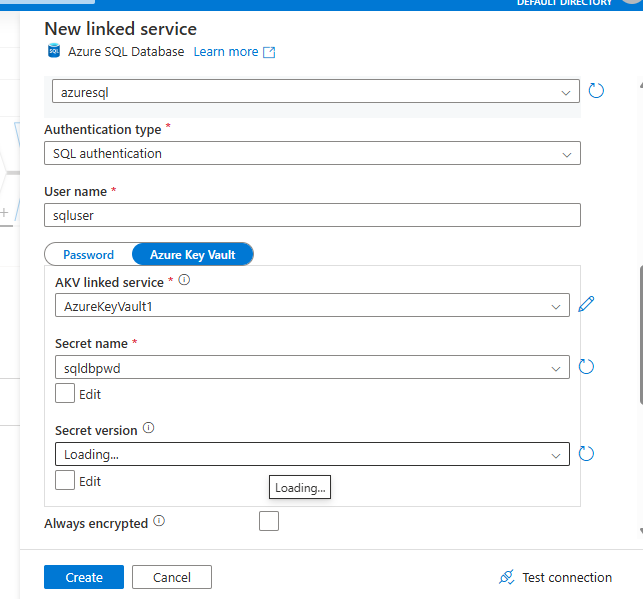 DEFAULT DIRECTORY
New linked service
SQL
Azure SQL Database Learn more
azuresql
Authentication type *
SQL authentication
User name *
sqluser
Password Azure Key Vault
AKV linked service *
AzureKeyVault1
Secret name *
sqldbpwd
Edit
Secret version
Loading...
Edit
Loading...
Always encrypted
Create Cancel Test connection